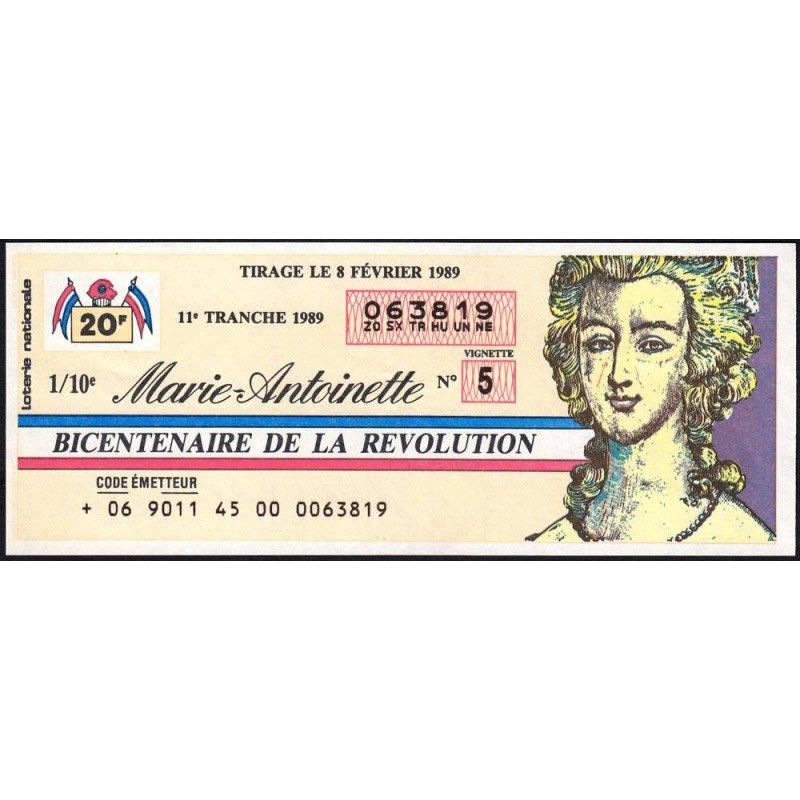 Loterie nationale
20F
TIRAGE LE 8 FÉVRIER 1989
11e TRANCHE 1989
063819
ZO SX TR HU UN NE
VIGNETTE
1/10e Marie-Antoinette N° 5
BICENTENAIRE DE LA REVOLUTION
CODE ÉMETTEUR
+ 06 9011 45 00 0063819